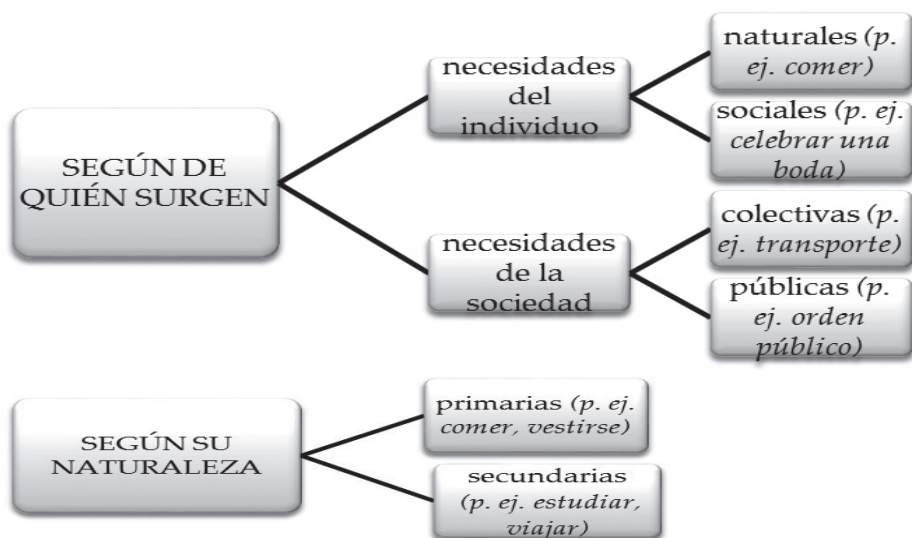 SEGÚN DE
QUIÉN SURGEN
necesidades
del
individuo
naturales (p.
ej. comer)
sociales (p. ej.
celebrar una
boda)
necesidades
de la
sociedad
colectivas (p.
ej. transporte)
públicas (p.
ej. orden
público)
SEGÚN SU
NATURALEZA
primarias (p. ej.
comer, vestirse)
secundarias
(p. ej. estudiar,
viajar)